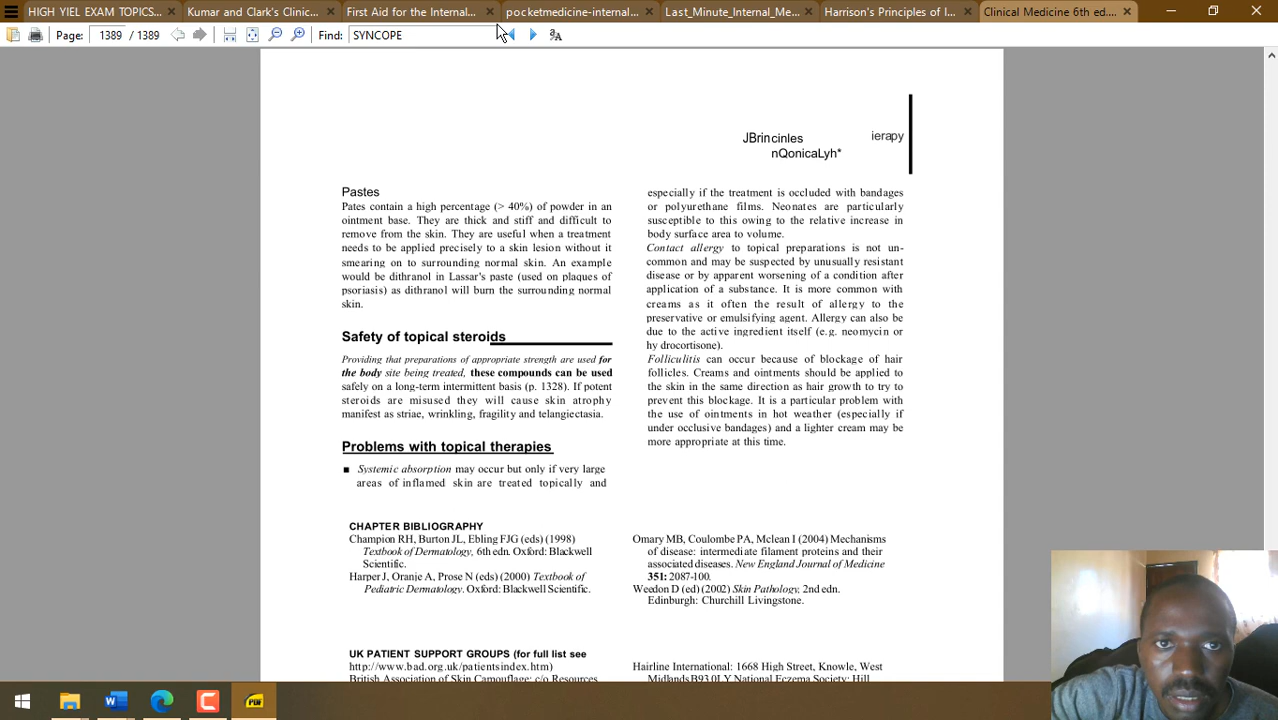 HIGH YIEL EXAM TOPICS...
Kumar and Clark's Clinic...
First Aid for the Internal...
pocketmedicine-internal...
Last_Minute_Internal_Me...
Harrison's Principles of I...
Clinical Medicine 6th ed....
Page: 1389 / 1389
Find: SYNCOPE
JBrincinles ierapy
nQonicaLyh*
Pastes
Pates contain a high percentage (> 40%) of powder in an
ointment base. They are thick and stiff and difficult to
remove from the skin. They are useful when a treatment
needs to be applied precisely to a skin lesion without it
smearing on to surrounding normal skin. An example
would be dithranol in Lassar's paste (used on plaques of
psoriasis) as dithranol will burn the surrounding normal
skin.
Safety of topical steroids
Providing that preparations of appropriate strength are used for
the body site being treated, these compounds can be used
safely on a long-term intermittent basis (p. 1328). If potent
steroids are misused they will cause skin atrophy
manifest as striae, wrinkling, fragility and telangiectasia.
Problems with topical therapies
■ Systemic absorption may occur but only if very large
areas of inflamed skin are treated topically and
especially if the treatment is occluded with bandages
or polyurethane films. Neonates are particularly
susceptible to this owing to the relative increase in
body surface area to volume.
Contact allergy to topical preparations is not un-
common and may be suspected by unusually resistant
disease or by apparent worsening of a condition after
application of a substance. It is more common with
creams as it often the result of allergy to the
preservative or emulsifying agent. Allergy can also be
due to the active ingredient itself (e.g. neomycin or
hy drocortisone).
Folliculitis can occur because of blockage of hair
follicles. Creams and ointments should be applied to
the skin in the same direction as hair growth to try to
prevent this blockage. It is a particular problem with
the use of ointments in hot weather (especially if
under occlusive bandages) and a lighter cream may be
more appropriate at this time.
CHAPTER BIBLIOGRAPHY
Champion RH, Burton JL, Ebling FJG (eds) (1998)
Textbook of Dermatology, 6th edn. Oxford: Blackwell
Scientific.
Harper J, Oranje A, Prose N (eds) (2000) Textbook of
Pediatric Dermatology. Oxford: Blackwell Scientific.
Omary MB, Coulombe PA, Mclean I (2004) Mechanisms
of disease: intermediate filament proteins and their
associated diseases. New England Journal of Medicine
351: 2087-100.
Weedon D (ed) (2002) Skin Pathology, 2nd edn.
Edinburgh: Churchill Livingstone.
UK PATIENT SUPPORT GROUPS (for full list see
http://www.bad.org.uk/patientsindex.htm)
British Association of Skin Camouflage: c/o Resources
Hairline International: 1668 High Street, Knowle, West
Midlands B93 0LY National Eczema Society: Hill
PDF